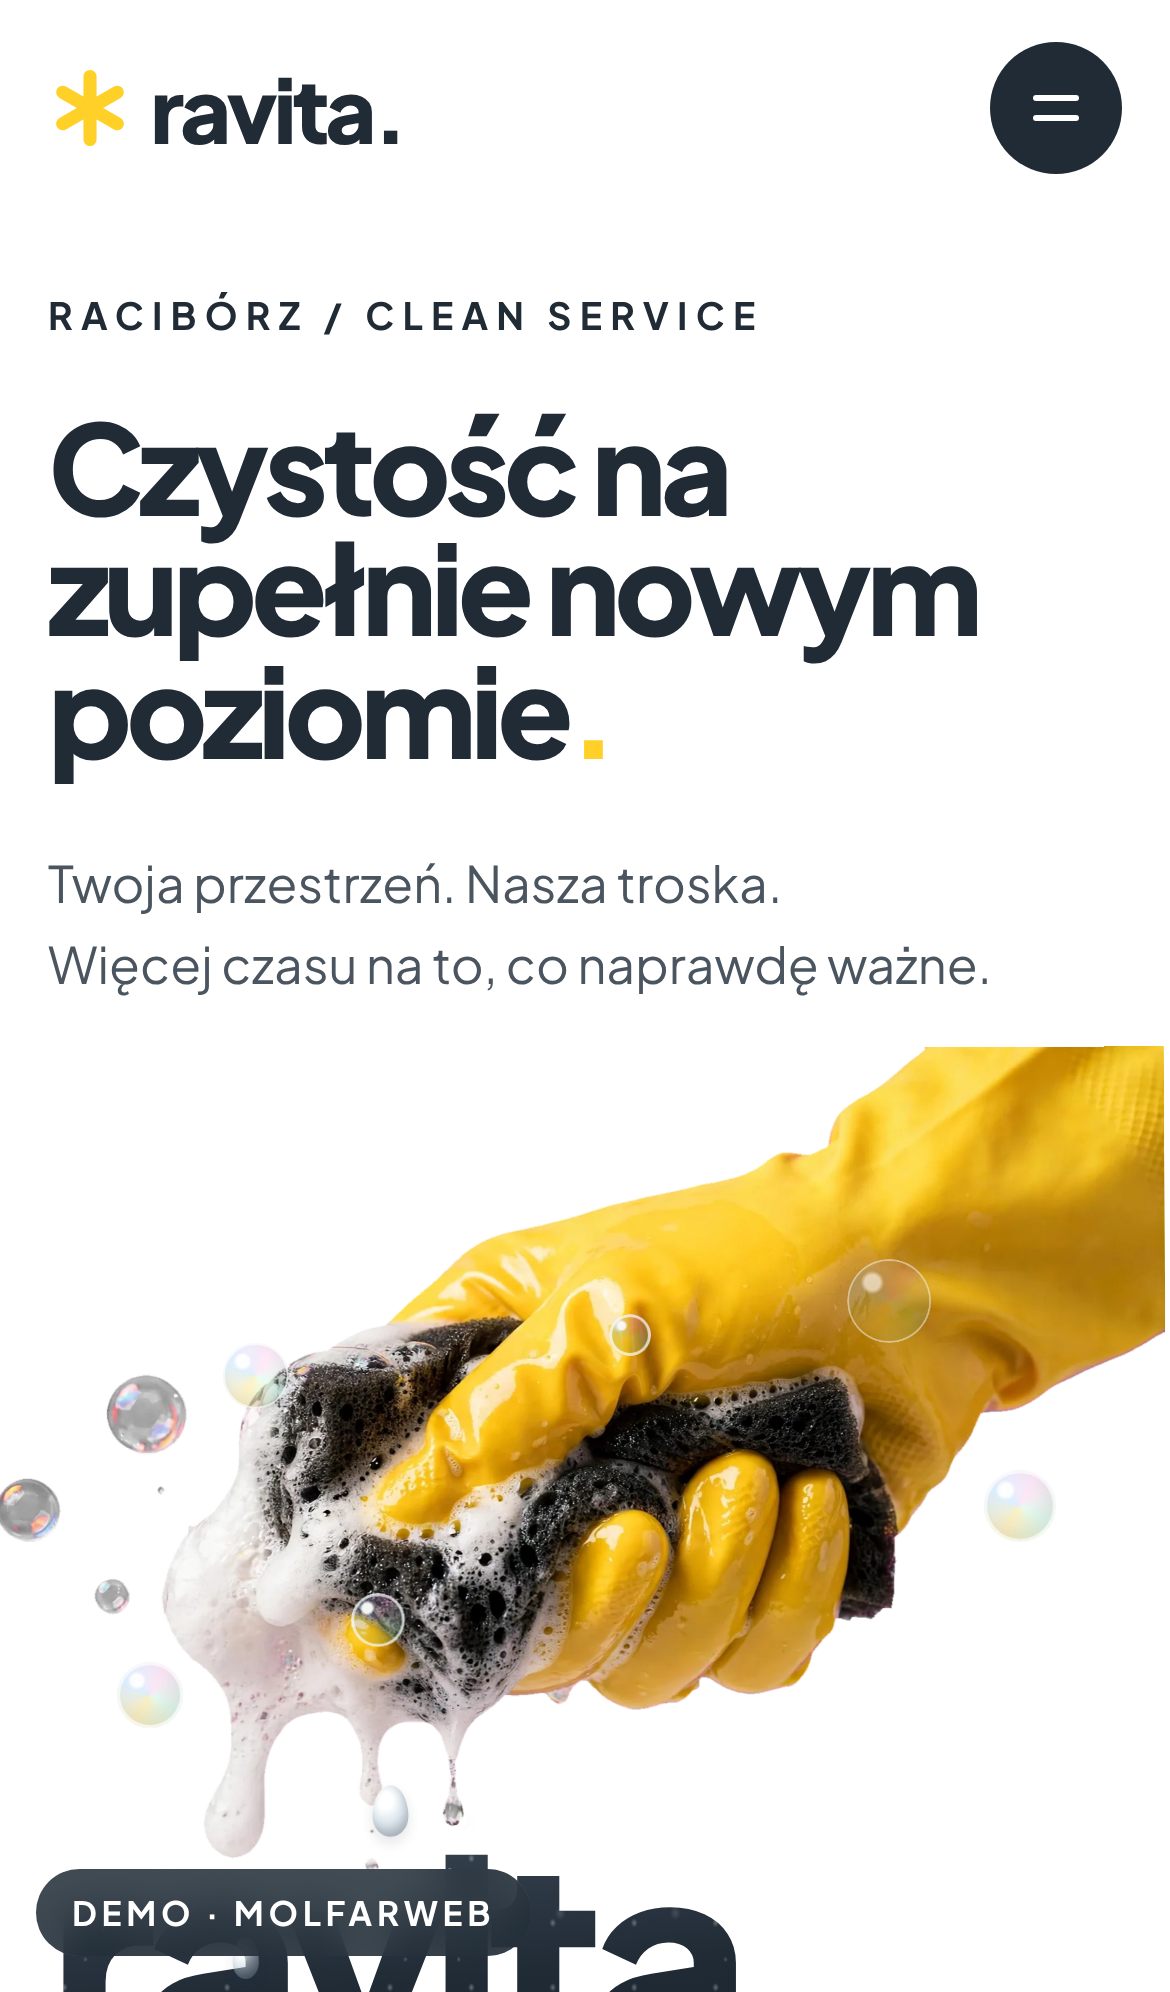 ravita.
RACIBÓRZ / CLEAN SERVICE
Czystość na
zupełnie nowym
poziomie.
Twoja przestrzeń. Nasza troska.
Więcej czasu na to, co naprawdę ważne.
DEMO · MOLFARWEB
ravita